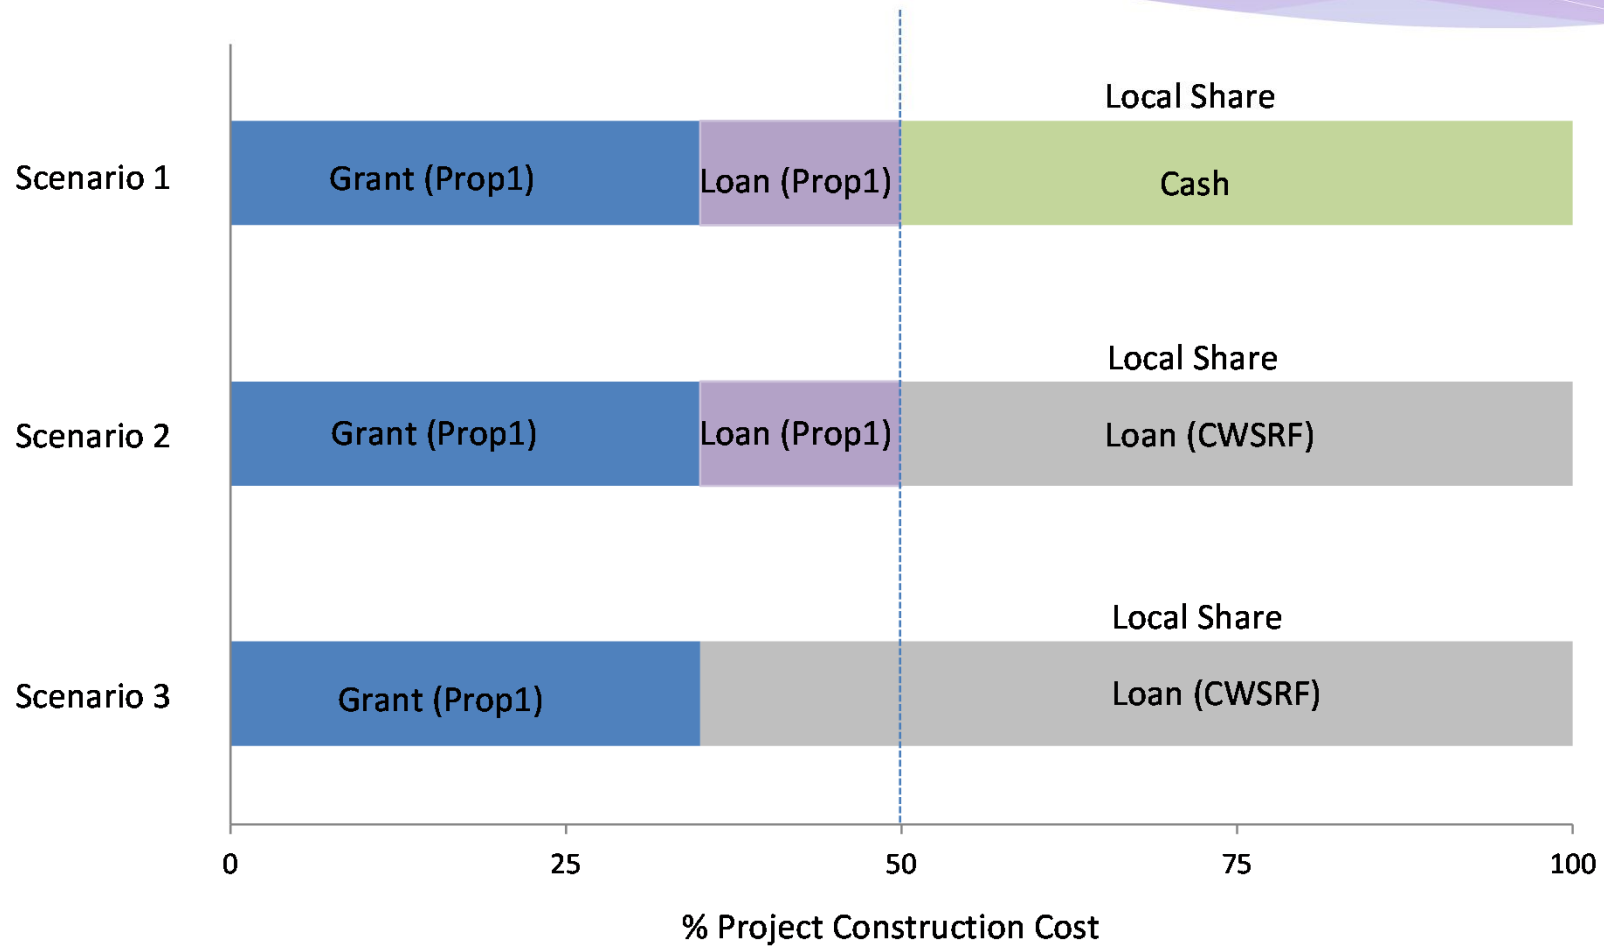 Local Share
Scenario 1
Grant (Prop1)
Loan (Prop1)
Cash
Local Share
Scenario 2
Grant (Prop1)
Loan (Prop1)
Loan (CWSRF)
Local Share
Scenario 3
Grant (Prop1)
Loan (CWSRF)
0
25
50
75
100
% Project Construction Cost